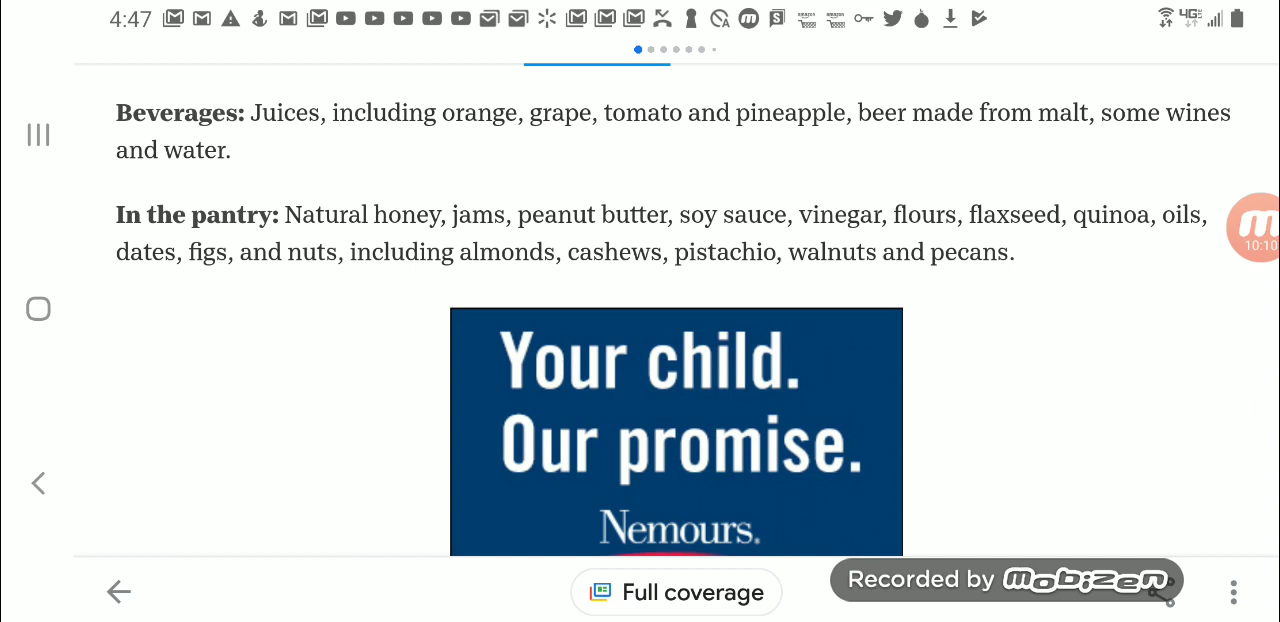 4:47
4G
Beverages: Juices, including orange, grape, tomato and pineapple, beer made from malt, some wines
and water.
In the pantry: Natural honey, jams, peanut butter, soy sauce, vinegar, flours, flaxseed, quinoa, oils,
dates, figs, and nuts, including almonds, cashews, pistachio, walnuts and pecans.
m
10:10
Your child.
Our promise.
Nemours.
Full coverage
Recorded by mobizen